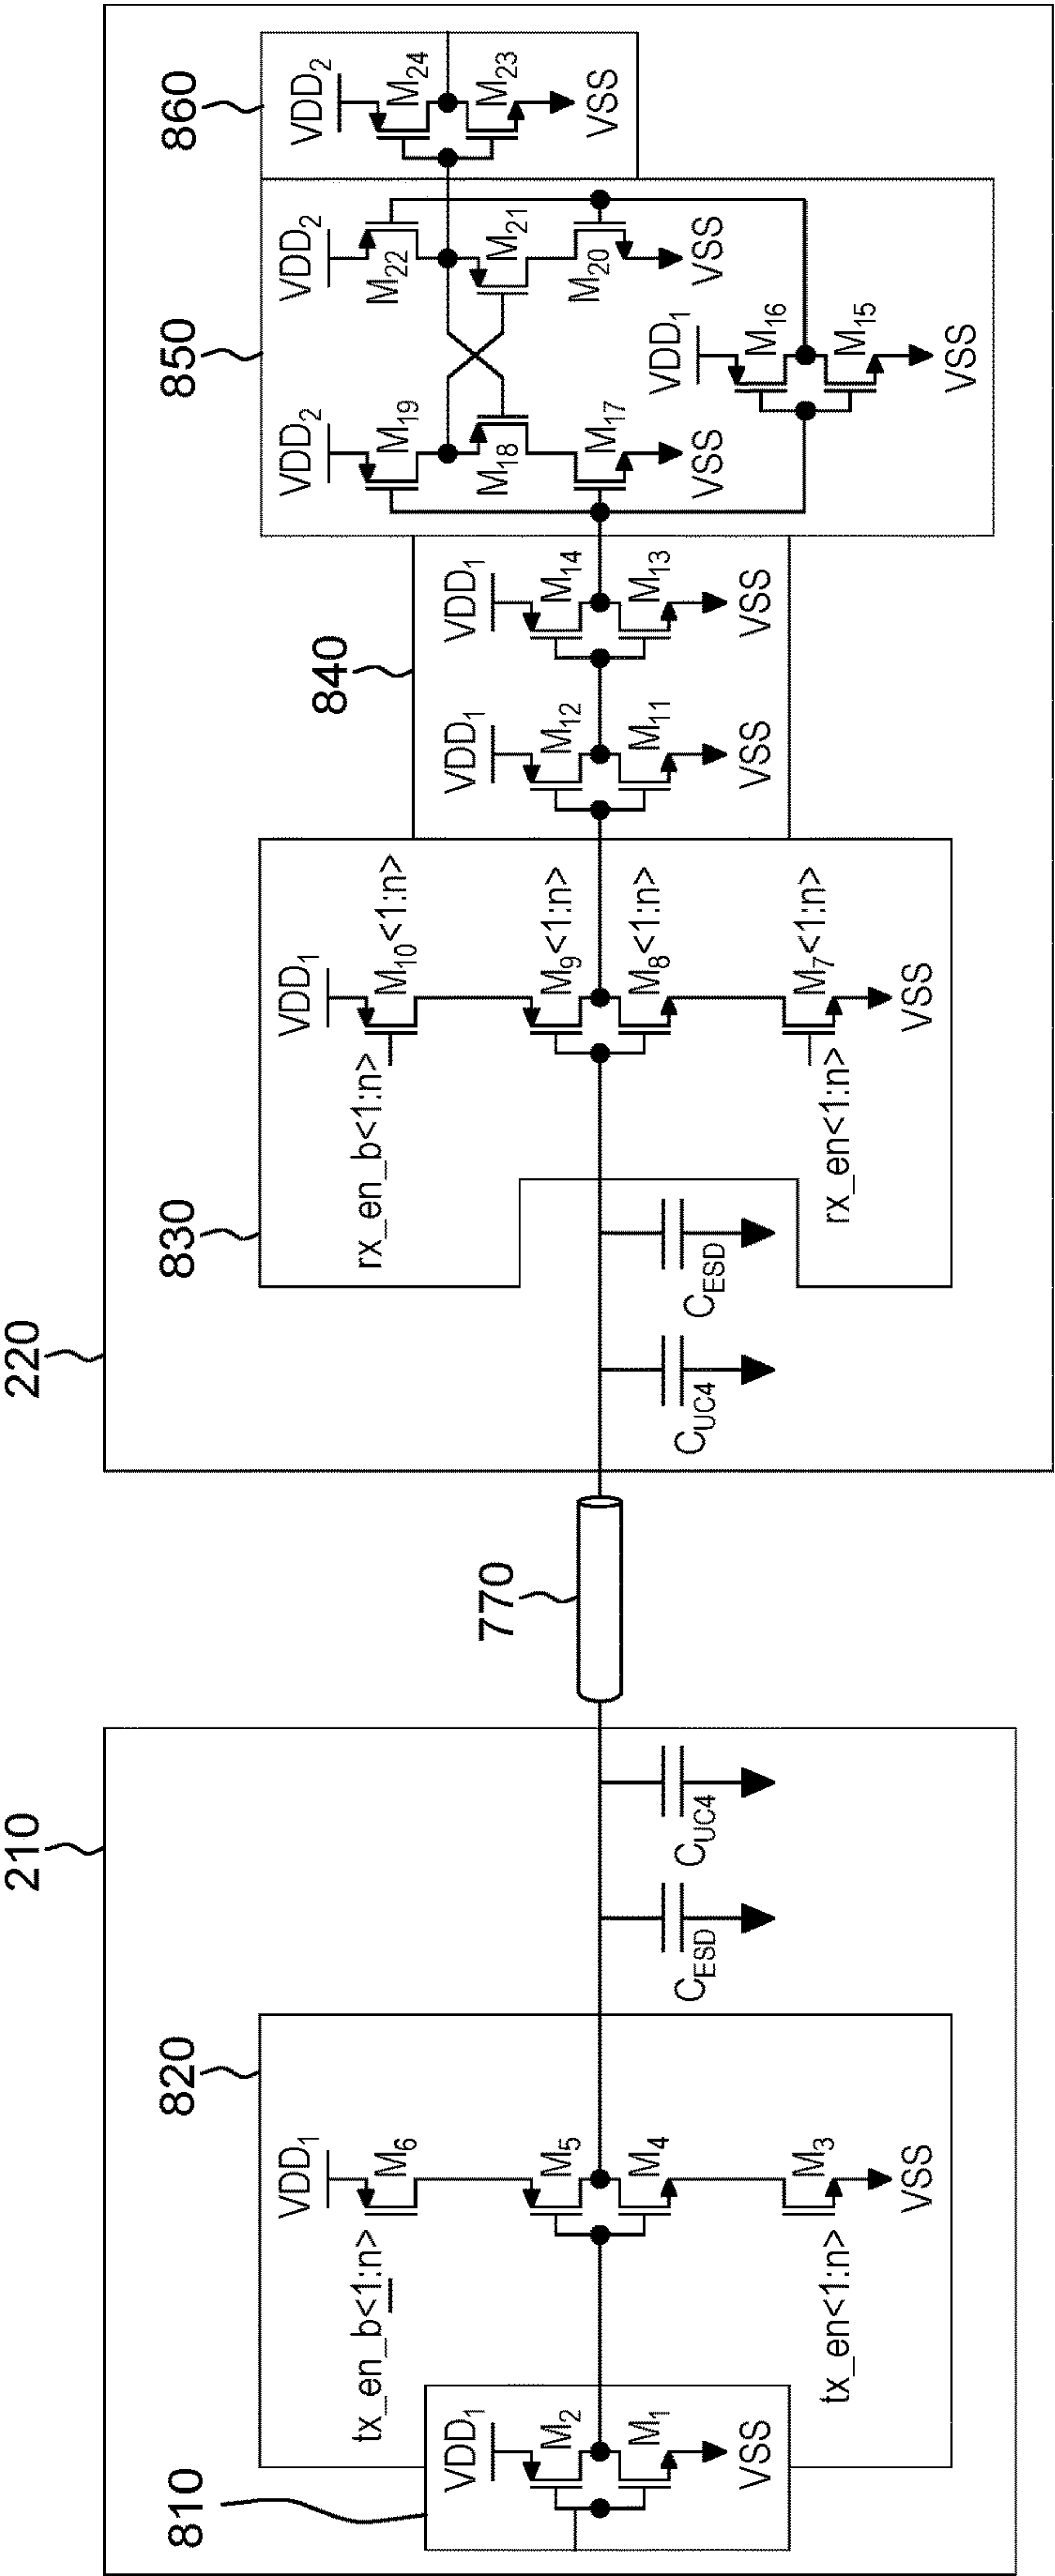 210
220
810
VDD1
M2
M1
VSS
820
VDD1
tx_en_b<1:n>
M6
M5
M4
M3
tx_en<1:n>
VSS
CESD
CUC4
770
CUC4
CESD
830
VDD1
rx_en_b<1:n>
M10<1:n>
M9<1:n>
M8<1:n>
M7<1:n>
rx_en<1:n>
VSS
840
VDD1
M12
M11
VSS
VDD1
M14
M13
VSS
850
VDD2
M19
M18
M17
VSS
VDD2
M22
M21
M20
VSS
VDD1
M16
M15
VSS
860
VDD2
M24
M23
VSS